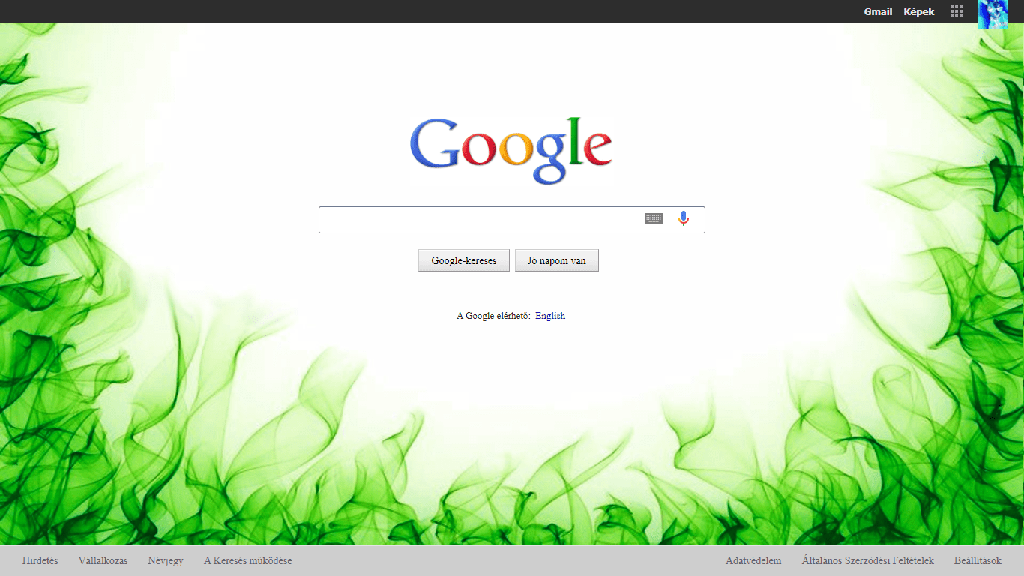 Gmail Képek
Google
Google-keresés Jó napom van
A Google elérhető: English
Hirdetés Vállalkozás Névjegy A Keresés működése Adatvédelem Általános Szerződési Feltételek Beállítások